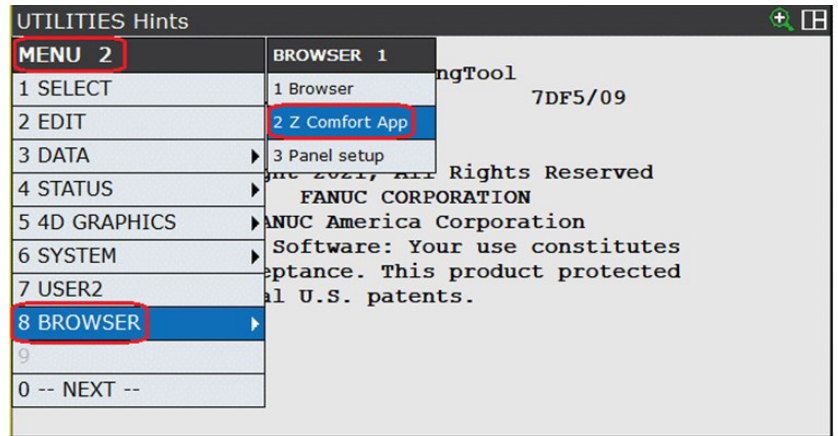 UTILITIES Hints
MENU 2
1 SELECT
2 EDIT
3 DATA
4 STATUS
5 4D GRAPHICS
6 SYSTEM
7 USER2
8 BROWSER
9
0 -- NEXT --
BROWSER 1
1 Browser
2 Z Comfort App
3 Panel setup
ngTool
7DF5/09
2021, All Rights Reserved
FANUC CORPORATION
ANUC America Corporation
Software: Your use constitutes
eptance. This product protected
al U.S. patents.